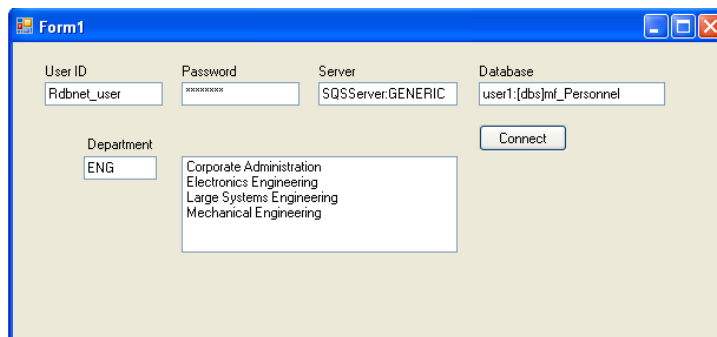 Form1
User ID Password Server Database
Rdbnet_user ******** SQSServer:GENERIC user1:[dbs]mf_Personnel
Connect
Department
ENG
Corporate Administration
Electronics Engineering
Large Systems Engineering
Mechanical Engineering